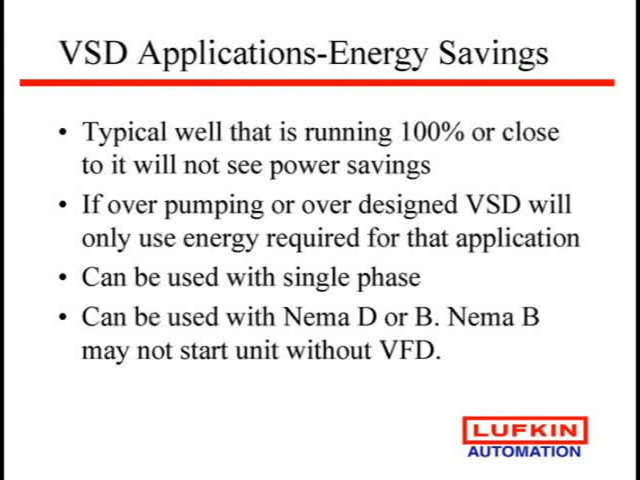 VSD Applications-Energy Savings
• Typical well that is running 100% or close
to it will not see power savings
• If over pumping or over designed VSD will
only use energy required for that application
• Can be used with single phase
• Can be used with Nema D or B. Nema B
may not start unit without VFD.
LUFKIN
AUTOMATION